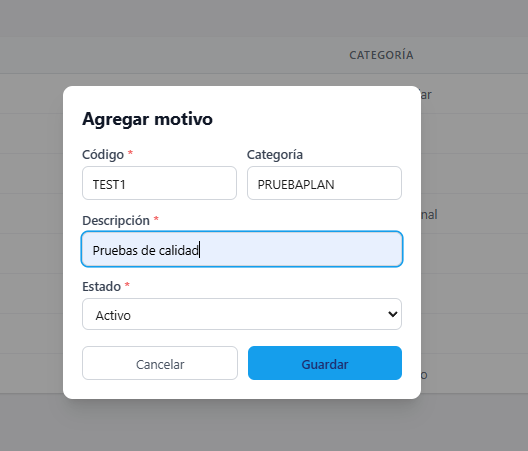 CATEGORÍA
Agregar motivo
Código *
Categoría
TEST1
PRUEBAPLAN
Descripción *
Pruebas de calidad
Estado *
Activo
Cancelar
Guardar